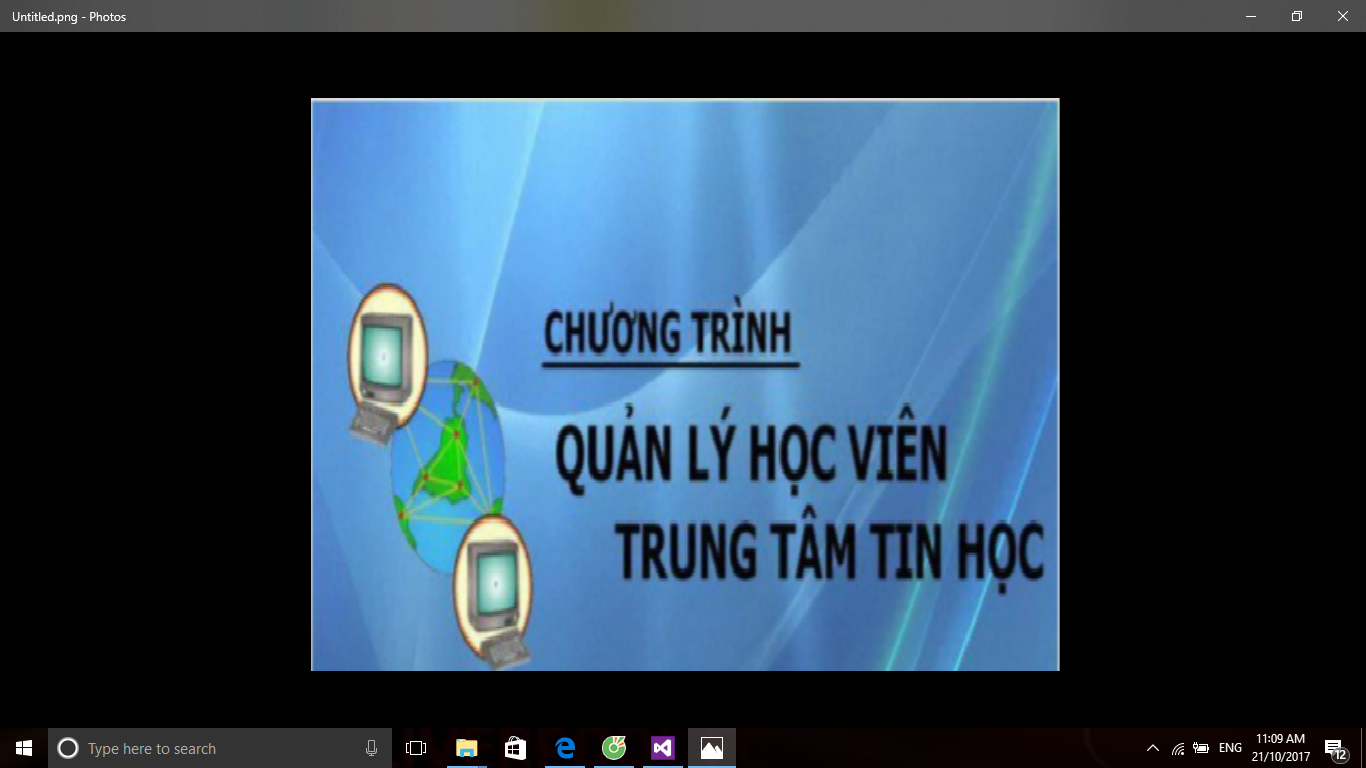 Untitled.png - Photos
CHƯƠNG TRÌNH
QUẢN LÝ HỌC VIÊN
TRUNG TÂM TIN HỌC
Type here to search
ENG
11:09 AM
21/10/2017
12